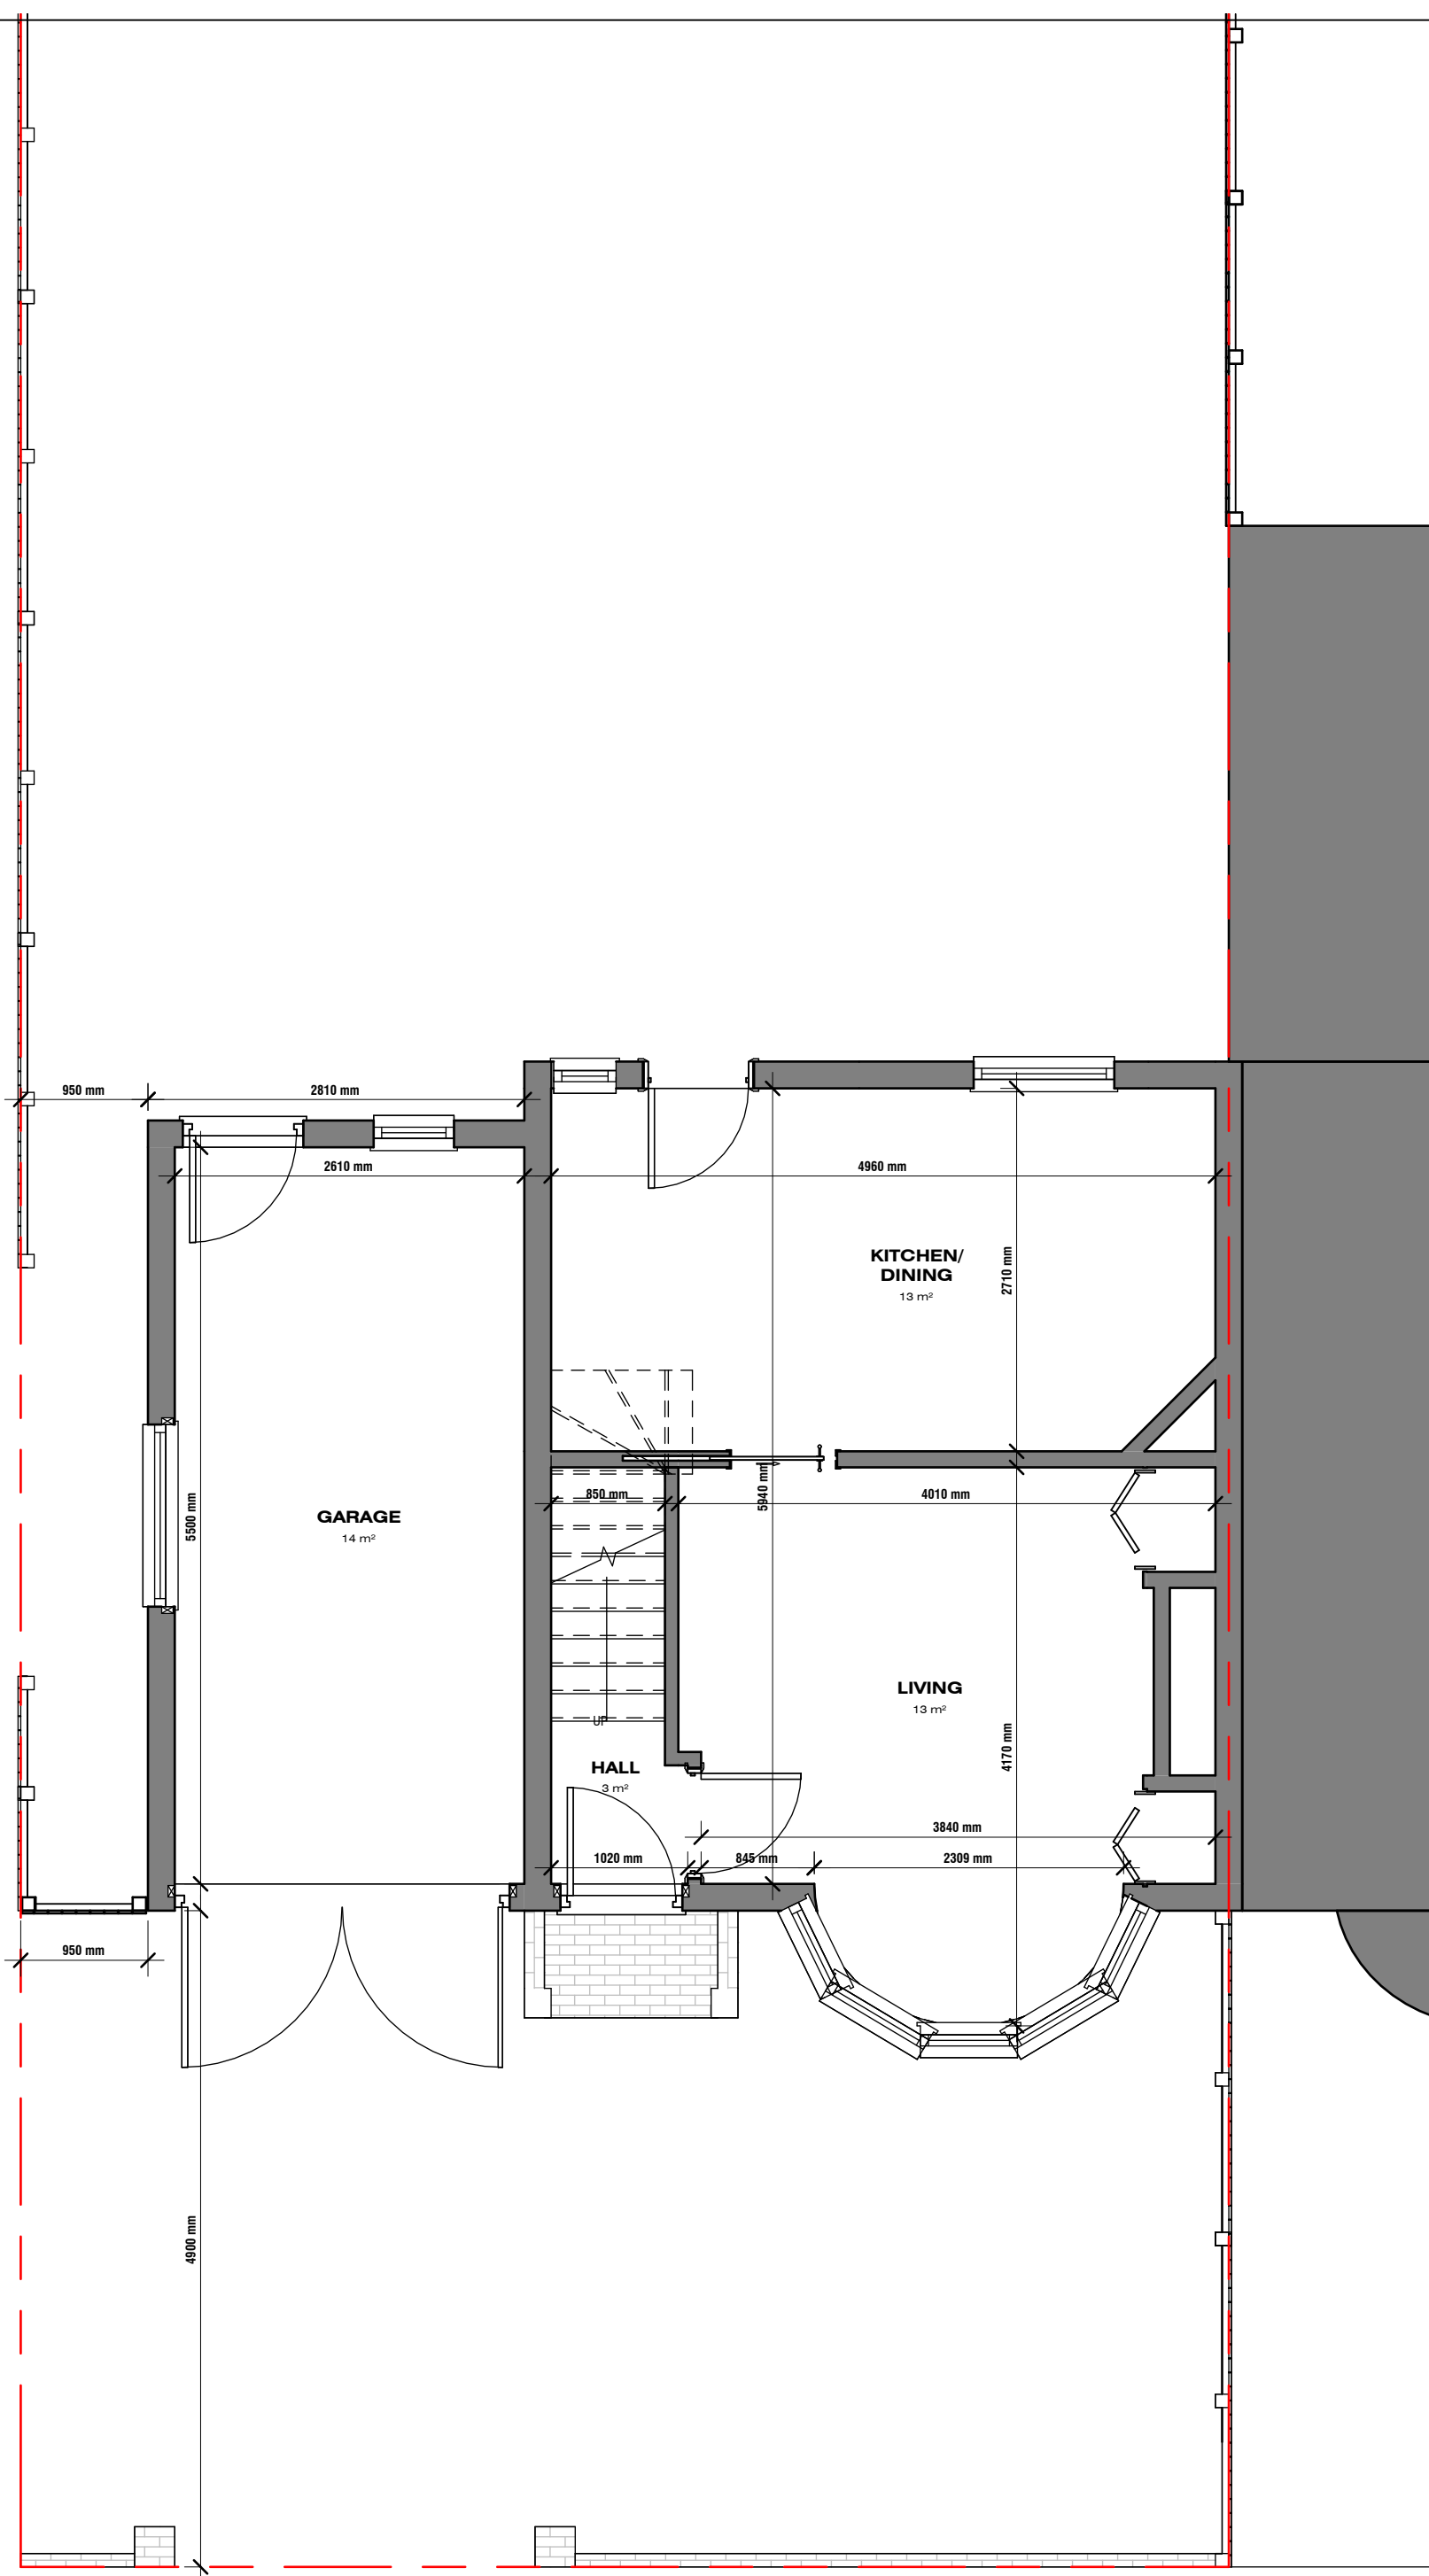 950 mm
2810 mm
2610 mm
4960 mm
KITCHEN/
DINING
13 m²
2710 mm
5940 mm
850 mm
4010 mm
GARAGE
14 m²
5500 mm
LIVING
13 m²
UP
4170 mm
HALL
3 m²
3840 mm
1020 mm
845 mm
2309 mm
950 mm
4900 mm